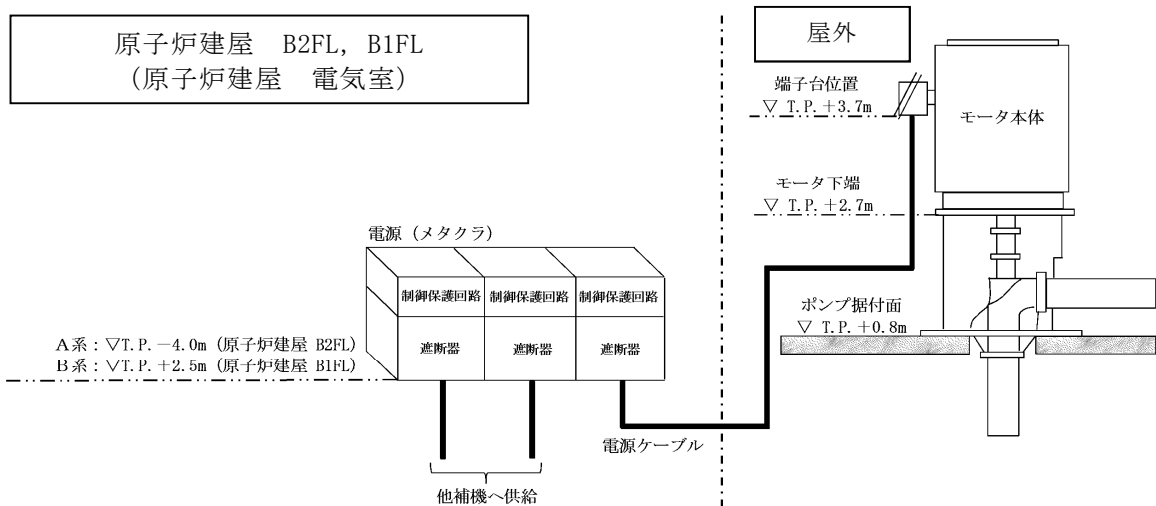 原子炉建屋 B2FL, B1FL
(原子炉建屋 電気室)
屋外
端子台位置
▽ T.P.+3.7m
モータ本体
モータ下端
▽ T.P.+2.7m
電源(メタクラ)
制御保護回路 制御保護回路 制御保護回路
ポンプ据付面
▽ T.P.+0.8m
遮断器 遮断器 遮断器
A系:▽T.P.-4.0m(原子炉建屋 B2FL)
B系:▽T.P.+2.5m(原子炉建屋 B1FL)
電源ケーブル
他補機へ供給